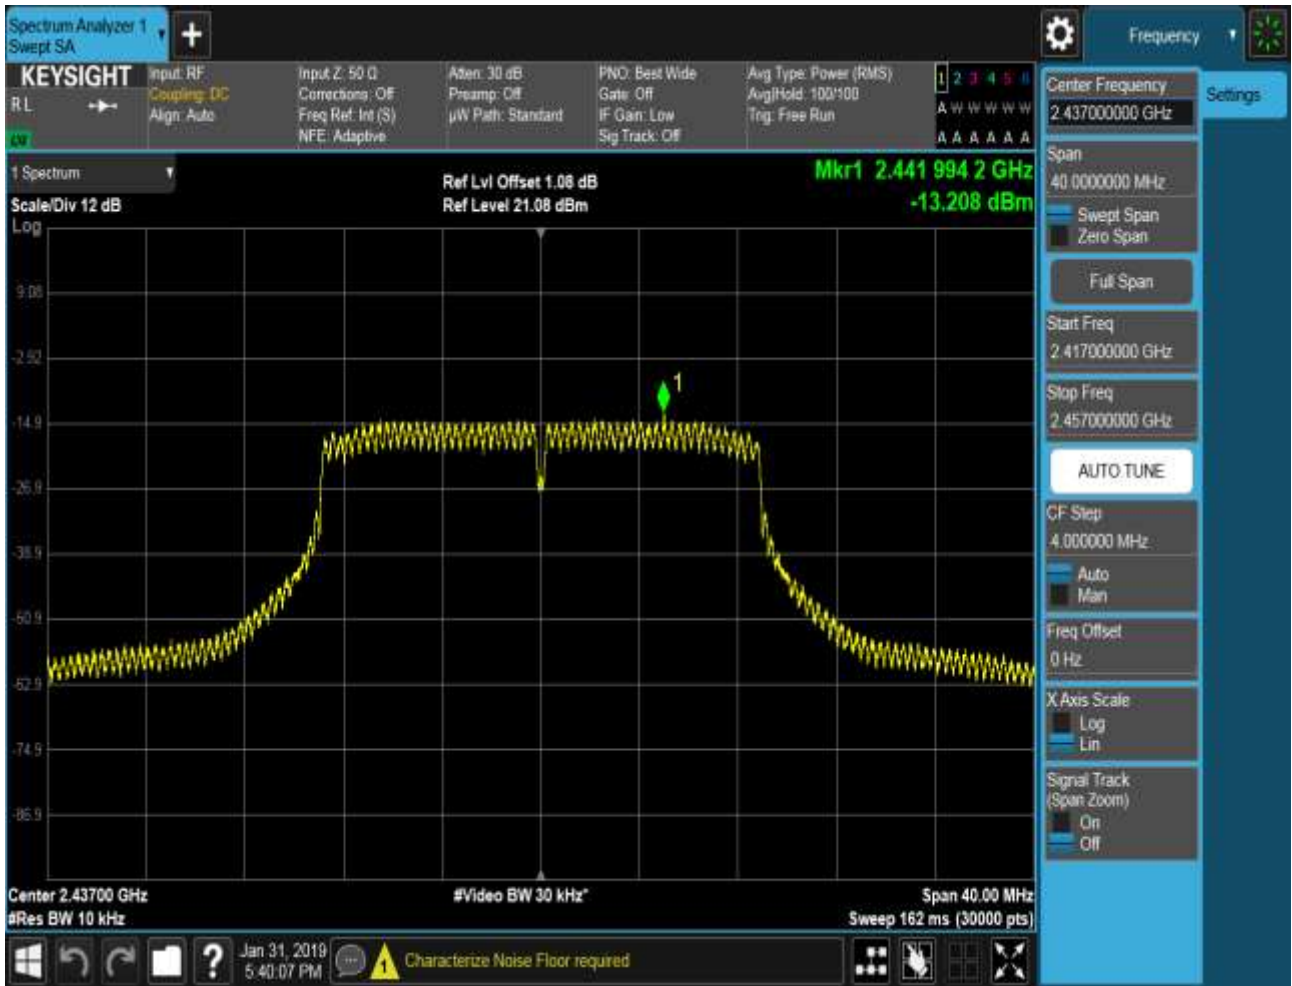 Spectrum Analyzer 1
Swept SA
+
Frequency
KEYSIGHT
R L
Input: RF
Coupling: DC
Align: Auto
Input Z: 50 Ω
Corrections: Off
Freq Ref: Int (S)
NFE: Adaptive
Atten: 30 dB
Preamp: Off
µW Path: Standard
PNO: Best Wide
Gate: Off
IF Gain: Low
Sig Track: Off
Avg Type: Power (RMS)
Avg|Hold: 100/100
Trig: Free Run
1 2 3 4 5 6
A W W W W W
A A A A A A
1 Spectrum
Scale/Div 12 dB
Log
Ref Lvl Offset 1.08 dB
Ref Level 21.08 dBm
Mkr1 2.441 994 2 GHz
-13.208 dBm
9.08
-2.92
-14.9
-26.9
-38.9
-50.9
-62.9
-74.9
-86.9
1
Center 2.43700 GHz
#Res BW 10 kHz
#Video BW 30 kHz*
Span 40.00 MHz
Sweep 162 ms (30000 pts)
Jan 31, 2019
5:40:07 PM
1
Characterize Noise Floor required
Center Frequency
2.437000000 GHz
Settings
Span
40.0000000 MHz
Swept Span
Zero Span
Full Span
Start Freq
2.417000000 GHz
Stop Freq
2.457000000 GHz
AUTO TUNE
CF Step
4.000000 MHz
Auto
Man
Freq Offset
0 Hz
X Axis Scale
Log
Lin
Signal Track
(Span Zoom)
On
Off